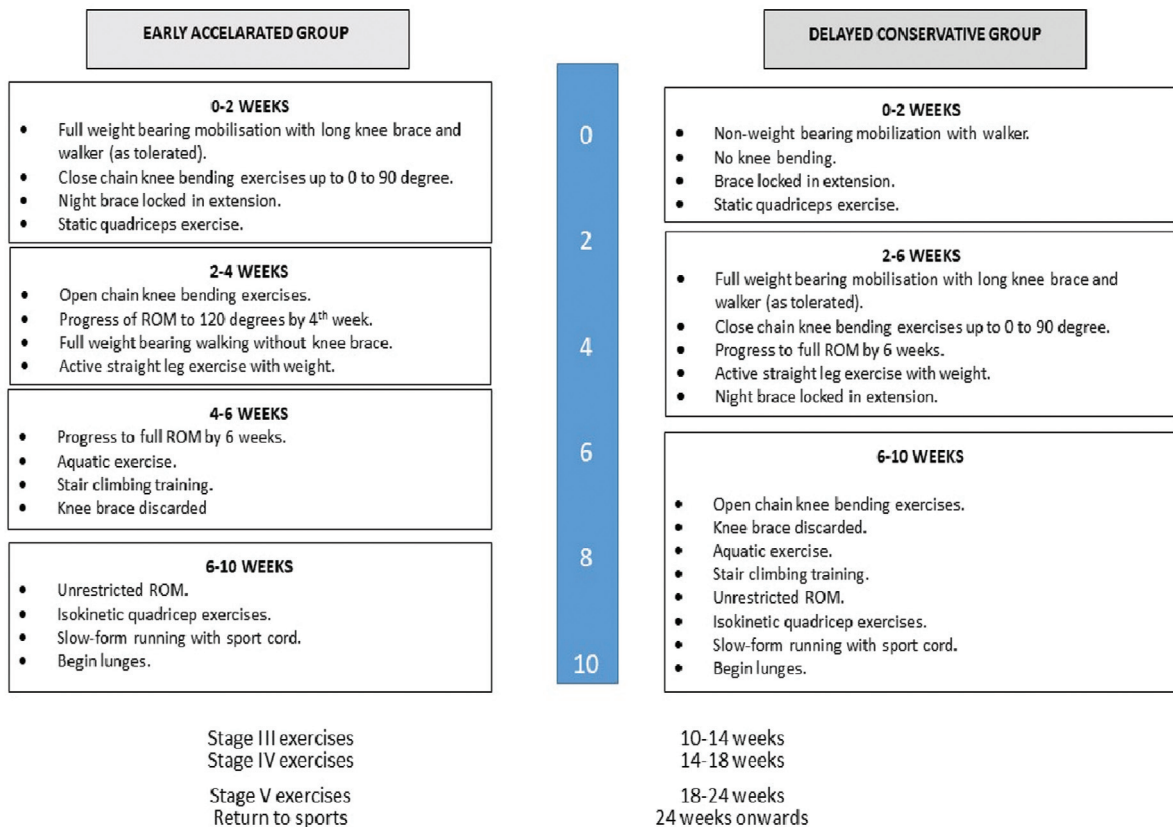 EARLY ACCELARATED GROUP
0-2 WEEKS
• Full weight bearing mobilisation with long knee brace and
walker (as tolerated).
• Close chain knee bending exercises up to 0 to 90 degree.
• Night brace locked in extension.
• Static quadriceps exercise.
2-4 WEEKS
• Open chain knee bending exercises.
• Progress of ROM to 120 degrees by 4th week.
• Full weight bearing walking without knee brace.
• Active straight leg exercise with weight.
4-6 WEEKS
• Progress to full ROM by 6 weeks.
• Aquatic exercise.
• Stair climbing training.
• Knee brace discarded
6-10 WEEKS
• Unrestricted ROM.
• Isokinetic quadricep exercises.
• Slow-form running with sport cord.
• Begin lunges.
0
2
4
6
8
10
DELAYED CONSERVATIVE GROUP
0-2 WEEKS
• Non-weight bearing mobilization with walker.
• No knee bending.
• Brace locked in extension.
• Static quadriceps exercise.
2-6 WEEKS
• Full weight bearing mobilisation with long knee brace and
walker (as tolerated).
• Close chain knee bending exercises up to 0 to 90 degree.
• Progress to full ROM by 6 weeks.
• Active straight leg exercise with weight.
• Night brace locked in extension.
6-10 WEEKS
• Open chain knee bending exercises.
• Knee brace discarded.
• Aquatic exercise.
• Stair climbing training.
• Unrestricted ROM.
• Isokinetic quadricep exercises.
• Slow-form running with sport cord.
• Begin lunges.
Stage III exercises 10-14 weeks
Stage IV exercises 14-18 weeks
Stage V exercises 18-24 weeks
Return to sports 24 weeks onwards